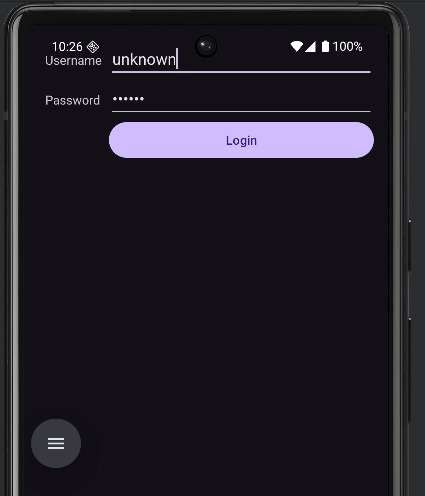 10:26 100%
Username unknown
Password ••••••
Login